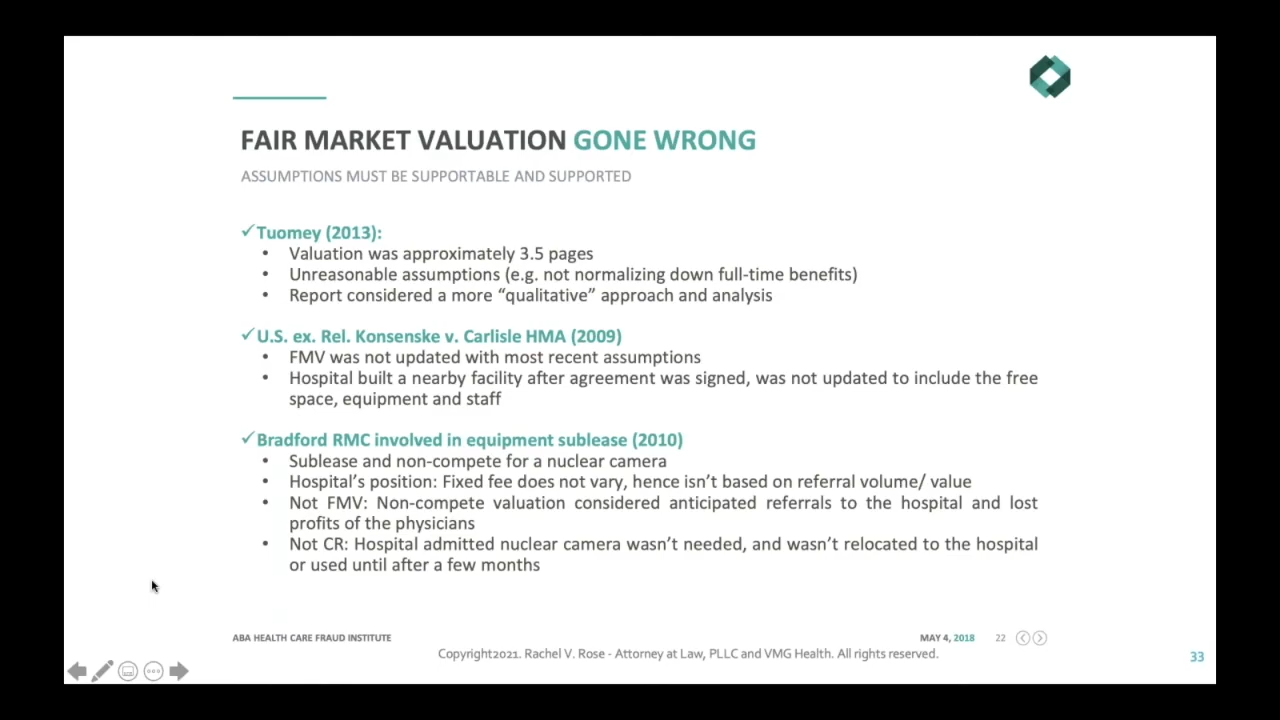 FAIR MARKET VALUATION GONE WRONG
ASSUMPTIONS MUST BE SUPPORTABLE AND SUPPORTED
✓Tuomey (2013):
• Valuation was approximately 3.5 pages
• Unreasonable assumptions (e.g. not normalizing down full-time benefits)
• Report considered a more “qualitative” approach and analysis
✓U.S. ex. Rel. Konsenske v. Carlisle HMA (2009)
• FMV was not updated with most recent assumptions
• Hospital built a nearby facility after agreement was signed, was not updated to include the free
space, equipment and staff
✓Bradford RMC involved in equipment sublease (2010)
• Sublease and non-compete for a nuclear camera
• Hospital’s position: Fixed fee does not vary, hence isn’t based on referral volume/ value
• Not FMV: Non-compete valuation considered anticipated referrals to the hospital and lost
profits of the physicians
• Not CR: Hospital admitted nuclear camera wasn’t needed, and wasn’t relocated to the hospital
or used until after a few months
ABA HEALTH CARE FRAUD INSTITUTE
MAY 4, 2018 22
Copyright2021. Rachel V. Rose - Attorney at Law, PLLC and VMG Health. All rights reserved.
33